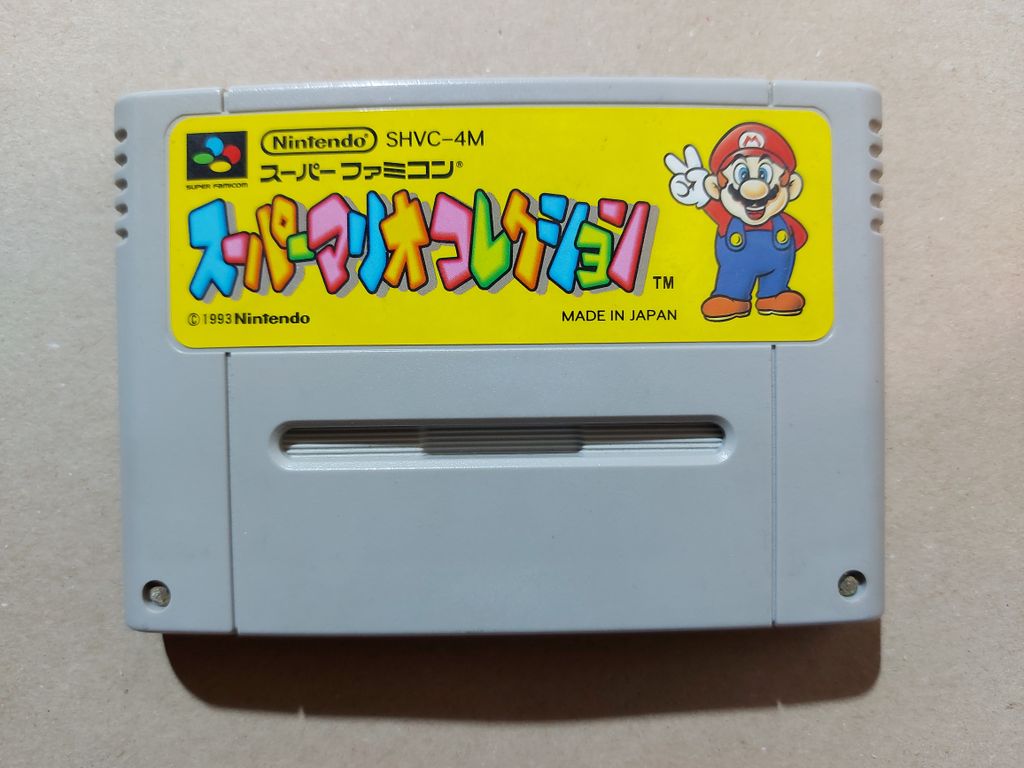 Nintendo® SHVC-4M
SUPER FAMICOM
スーパーファミコン®
スーパーマリオコレクション TM
M
©1993 Nintendo
MADE IN JAPAN